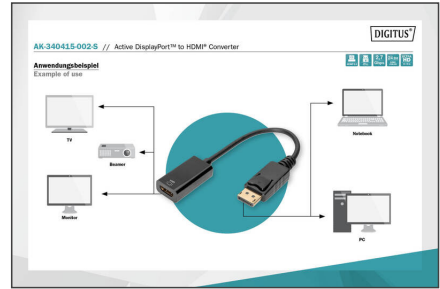 DIGITUS®
AK-340415-002-S // Active DisplayPort™ to HDMI® Converter
Anwendungsbeispiel
Example of use
TV
Beamer
Monitor
Notebook
PC